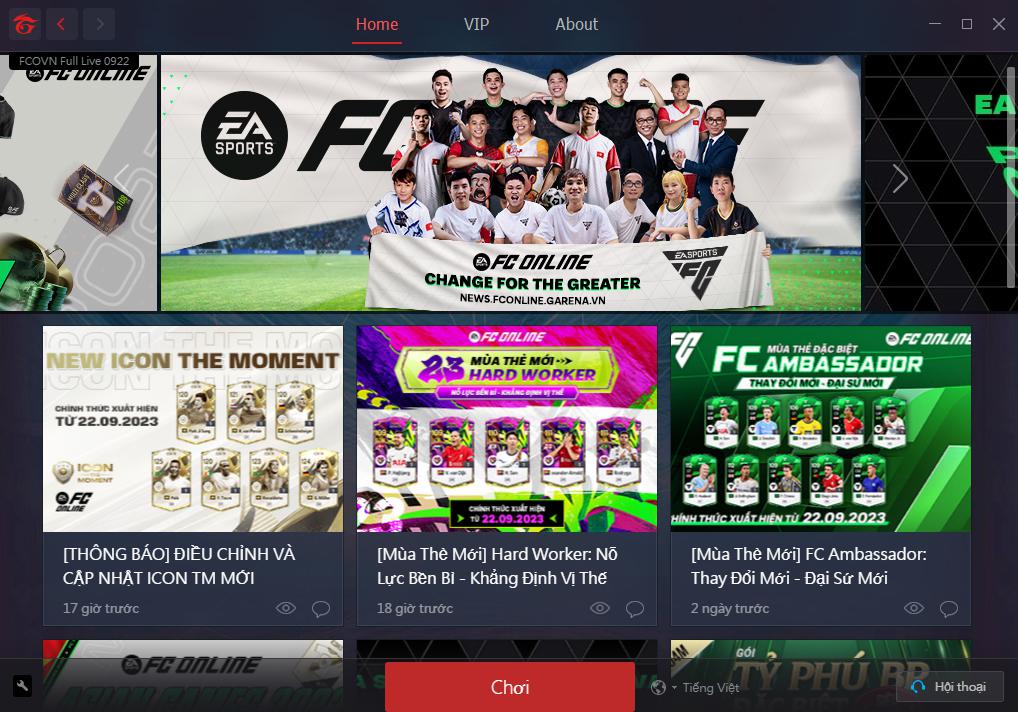 Home
VIP
About
FCOVN Full Live 0922
FC ONLINE
EA SPORTS
FC ONLINE
EA SPORTS
FC ONLINE
CHANGE FOR THE GREATER
NEWS.FCONLINE.GARENA.VN
FC
EA
NEW ICON THE MOMENT
CHÍNH THỨC XUẤT HIỆN
TỪ 22.09.2023
ICON
THE MOMENT
FC
ONLINE
FC ONLINE
23 MÙA THẺ MỚI
HARD WORKER
NỖ LỰC BỀN BỈ - KHẲNG ĐỊNH VỊ THẾ
CHÍNH THỨC XUẤT HIỆN
TỪ 22.09.2023
FC ONLINE
MÙA THẺ ĐẶC BIỆT
FC AMBASSADOR
THAY ĐỔI MỚI - ĐẠI SỨ MỚI
CHÍNH THỨC XUẤT HIỆN TỪ 22.09.2023
[THÔNG BÁO] ĐIỀU CHỈNH VÀ
CẬP NHẬT ICON TM MỚI
17 giờ trước
[Mùa Thẻ Mới] Hard Worker: Nỗ
Lực Bền Bỉ - Khẳng Định Vị Thế
18 giờ trước
[Mùa Thẻ Mới] FC Ambassador:
Thay Đổi Mới - Đại Sứ Mới
2 ngày trước
FC ONLINE
GÓI
TỶ PHÚ BP
Chơi
Tiếng Việt
Hội thoại